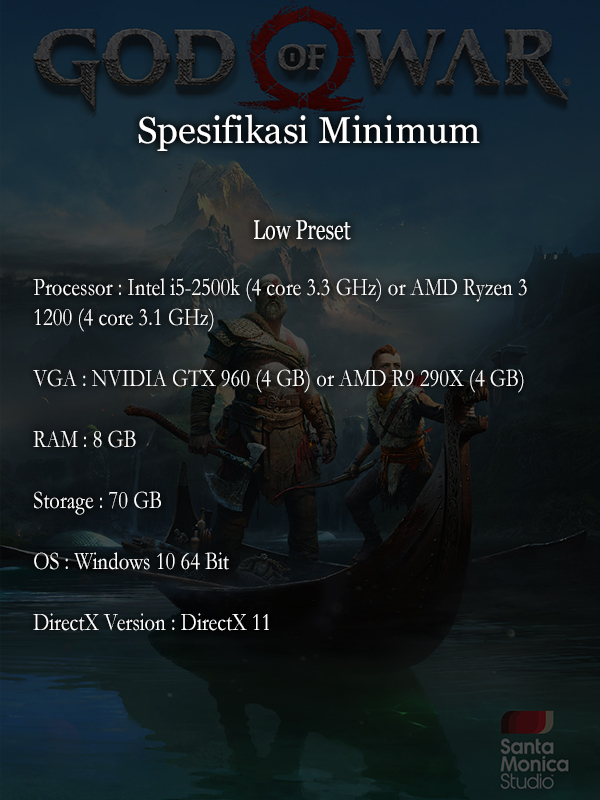 GOD OF WAR
Spesifikasi Minimum
Low Preset
Processor : Intel i5-2500k (4 core 3.3 GHz) or AMD Ryzen 3
1200 (4 core 3.1 GHz)
VGA : NVIDIA GTX 960 (4 GB) or AMD R9 290X (4 GB)
RAM : 8 GB
Storage : 70 GB
OS : Windows 10 64 Bit
DirectX Version : DirectX 11
Santa
Monica
Studio